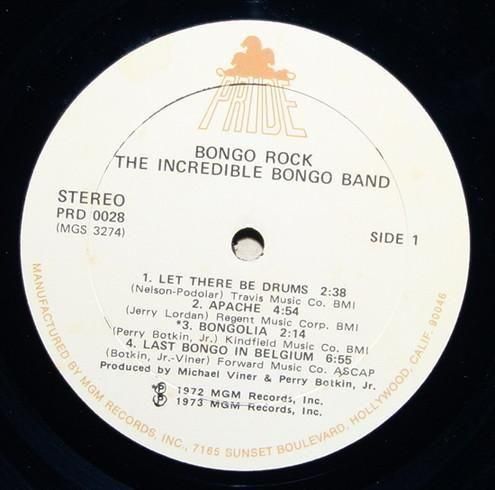 PRIDE
BONGO ROCK
THE INCREDIBLE BONGO BAND
STEREO
PRD 0028
(MGS 3274)
SIDE 1
1. LET THERE BE DRUMS 2:38
(Nelson-Podolar) Travis Music Co. BMI
2. APACHE 4:54
(Jerry Lordan) Regent Music Corp. BMI
*3. BONGOLIA 2:14
(Perry Botkin, Jr.) Kindfield Music Co. BMI
4. LAST BONGO IN BELGIUM 6:55
(Botkin, Jr.-Viner) Forward Music Co. ASCAP
Produced by Michael Viner & Perry Botkin, Jr.
*℗ 1972 MGM Records, Inc.
℗ 1973 MGM Records, Inc.
MANUFACTURED BY MGM RECORDS, INC., 7165 SUNSET BOULEVARD, HOLLYWOOD, CALIF. 90046